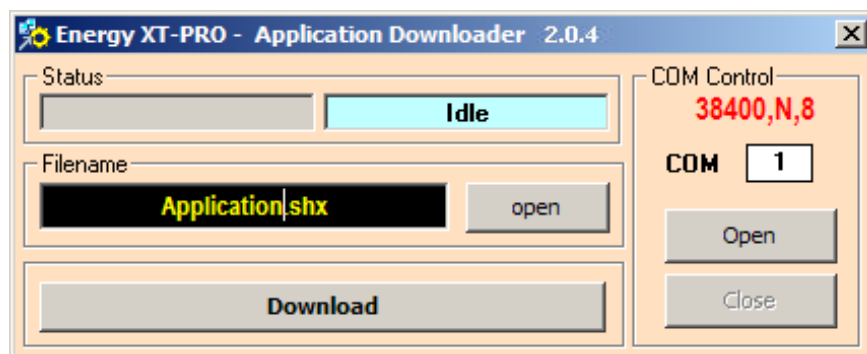 Energy XT-PRO - Application Downloader 2.0.4
Status
Idle
Filename
Application.shx
open
Download
COM Control
38400,N,8
COM 1
Open
Close